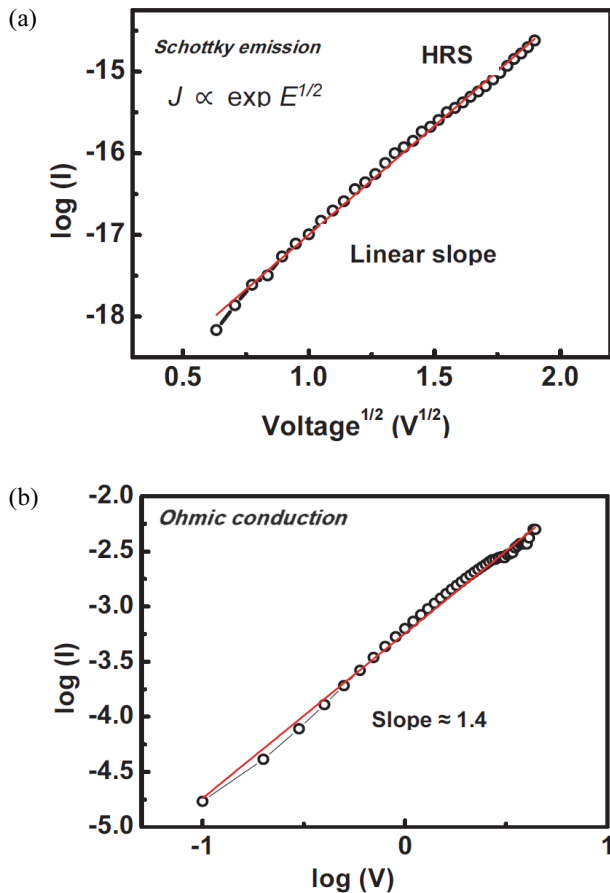 (a)
Schottky emission
J ∝ exp E^{1/2}
HRS
Linear slope
log (I)
-15
-16
-17
-18
0.5 1.0 1.5 2.0
Voltage^{1/2} (V^{1/2})
(b)
Ohmic conduction
Slope ≈ 1.4
log (I)
-2.0
-2.5
-3.0
-3.5
-4.0
-4.5
-5.0
-1 0 1
log (V)